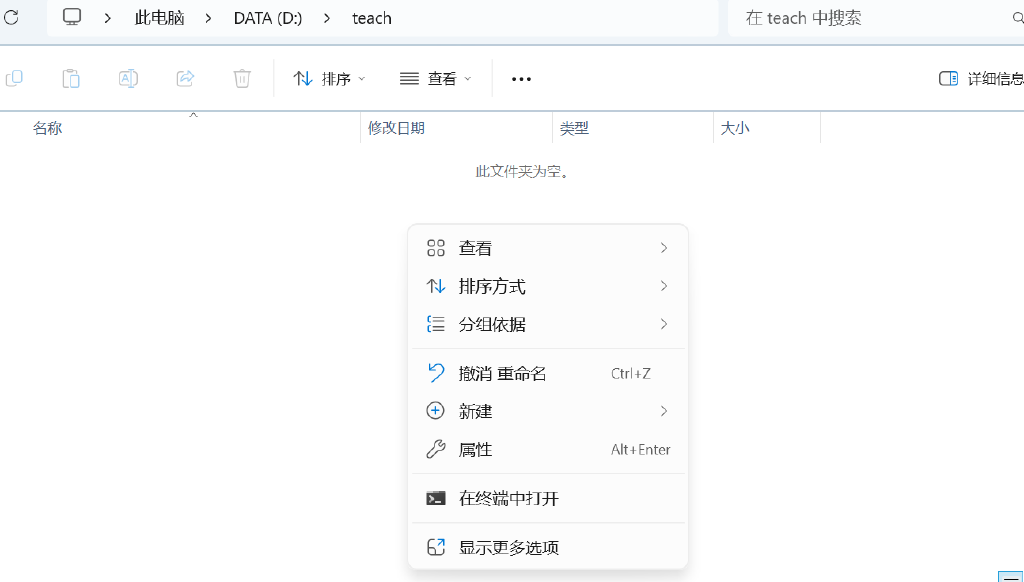 此电脑 > DATA (D:) > teach 在 teach 中搜索
排序 查看 ••• 详细信息
名称 修改日期 类型 大小
此文件夹为空。
查看
排序方式
分组依据
撤消 重命名 Ctrl+Z
新建
属性 Alt+Enter
在终端中打开
显示更多选项